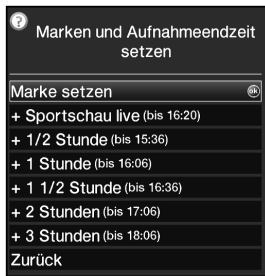 ?
Marken und Aufnahmeendzeit
setzen
Marke setzen ok
+ Sportschau live (bis 16:20)
+ 1/2 Stunde (bis 15:36)
+ 1 Stunde (bis 16:06)
+ 1 1/2 Stunde (bis 16:36)
+ 2 Stunden (bis 17:06)
+ 3 Stunden (bis 18:06)
Zurück